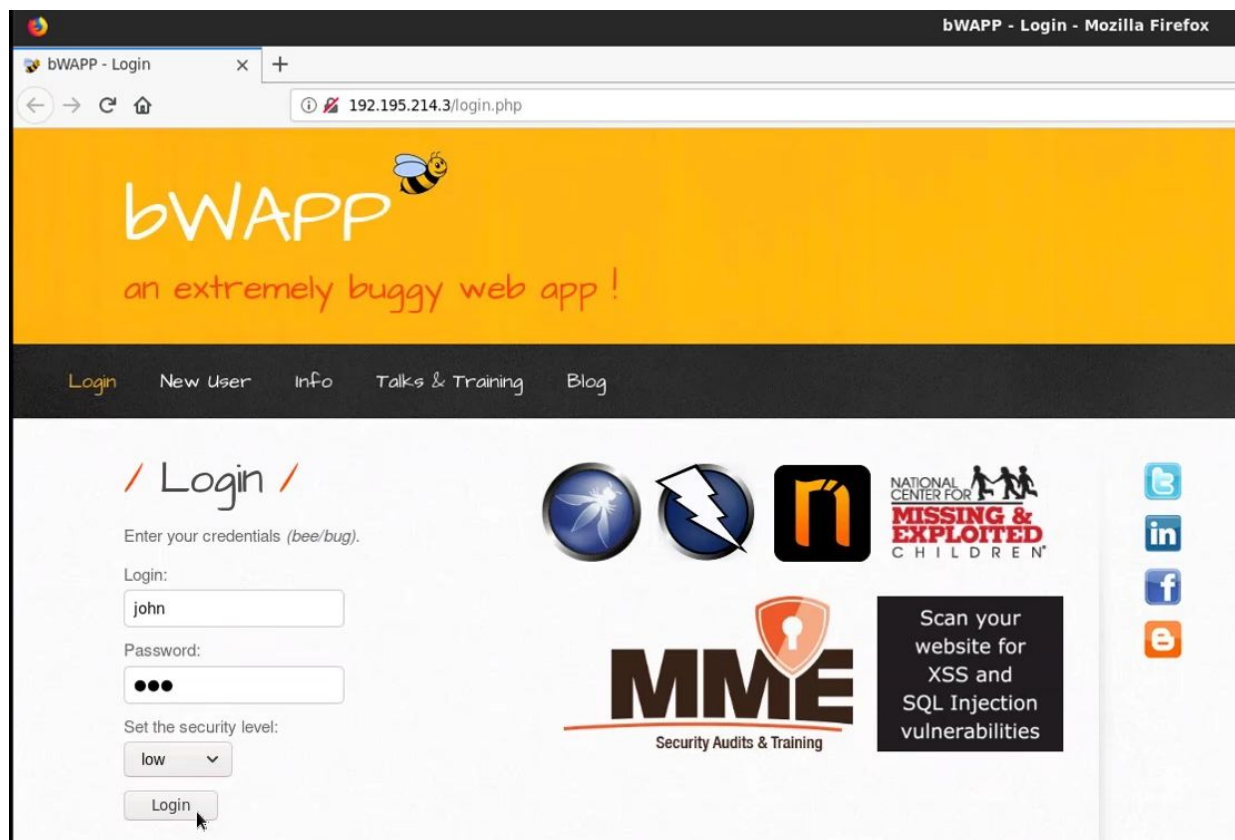 bWAPP - Login - Mozilla Firefox
bWAPP - Login
192.195.214.3/login.php
bWAPP
an extremely buggy web app !
Login New User Info Talks & Training Blog
/ Login /
Enter your credentials (bee/bug).
Login:
john
Password:
●●●
Set the security level:
low
Login
NATIONAL
CENTER FOR
MISSING &
EXPLOITED
CHILDREN®
MME
Security Audits & Training
Scan your
website for
XSS and
SQL Injection
vulnerabilities